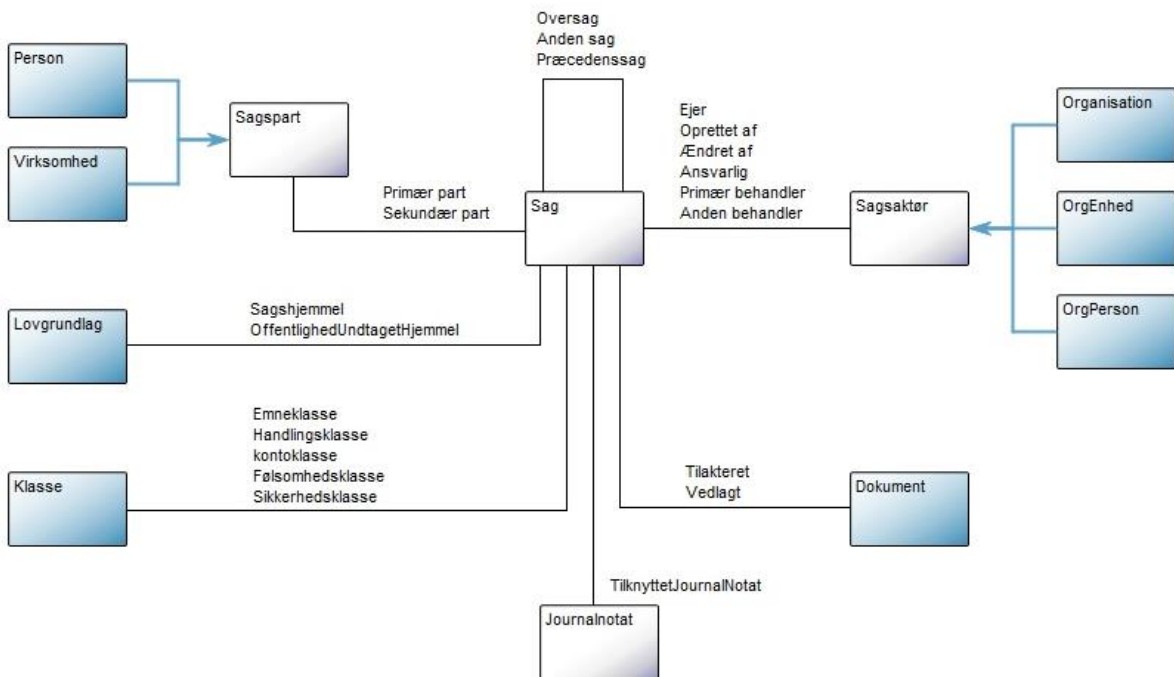 Oversag
Anden sag
Præcedenssag
Person
Virksomhed
Sagspart
Primær part
Sekundær part
Sag
Ejer
Oprettet af
Ændret af
Ansvarlig
Primær behandler
Anden behandler
Sagsaktør
Organisation
OrgEnhed
OrgPerson
Lovgrundlag
Sagshjemmel
OffentlighedUndtagetHjemmel
Klasse
Emneklasse
Handlingsklasse
kontoklasse
Følsomhedsklasse
Sikkerhedsklasse
Tilakteret
Vedlagt
Dokument
TilknyttetJournalNotat
Journalnotat